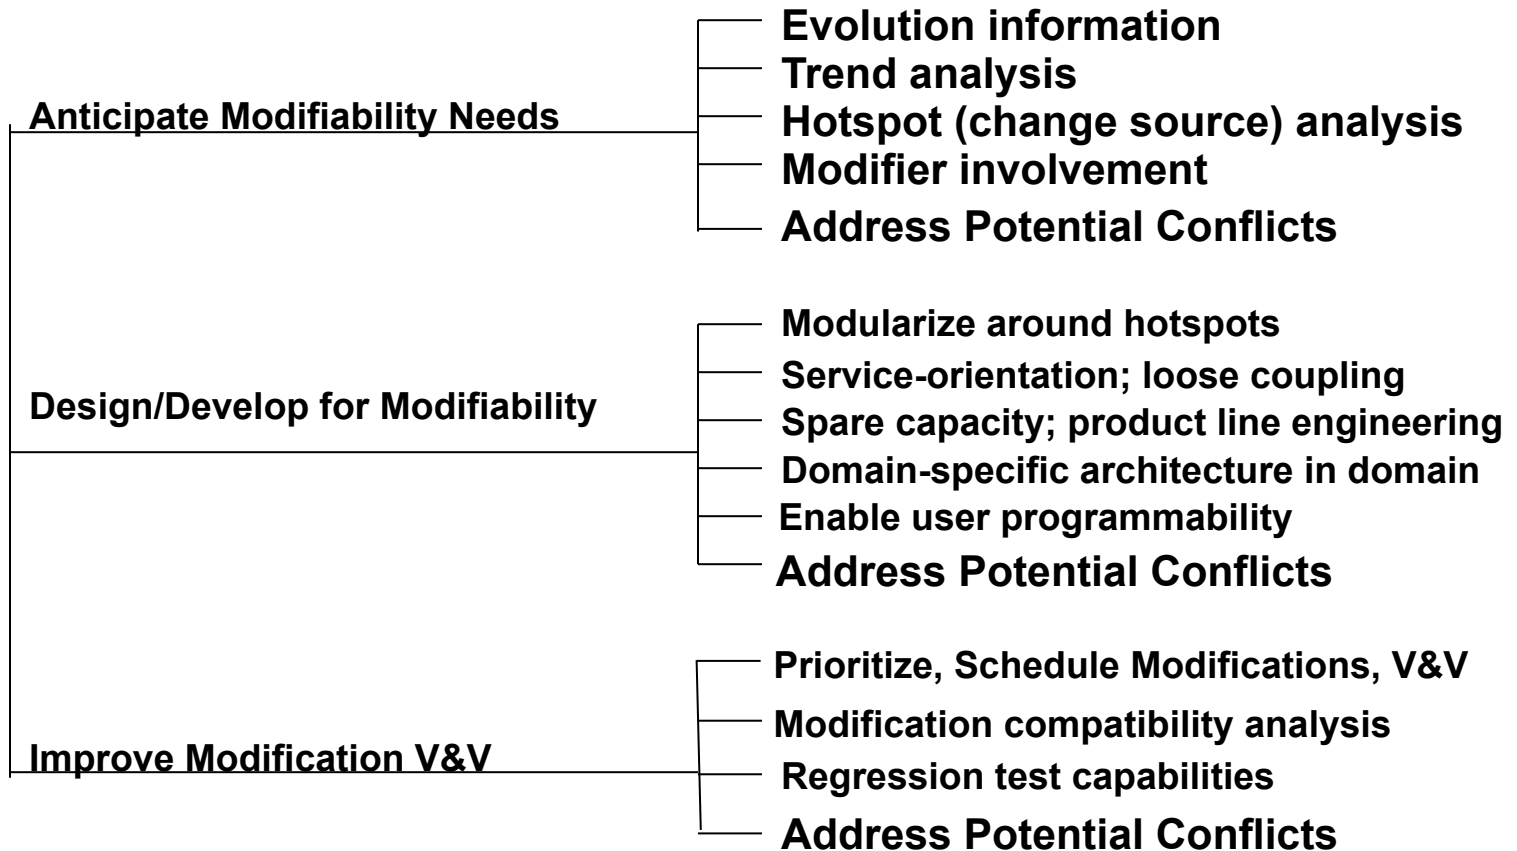 Anticipate Modifiability Needs
Evolution information
Trend analysis
Hotspot (change source) analysis
Modifier involvement
Address Potential Conflicts
Design/Develop for Modifiability
Modularize around hotspots
Service-orientation; loose coupling
Spare capacity; product line engineering
Domain-specific architecture in domain
Enable user programmability
Address Potential Conflicts
Improve Modification V&V
Prioritize, Schedule Modifications, V&V
Modification compatibility analysis
Regression test capabilities
Address Potential Conflicts